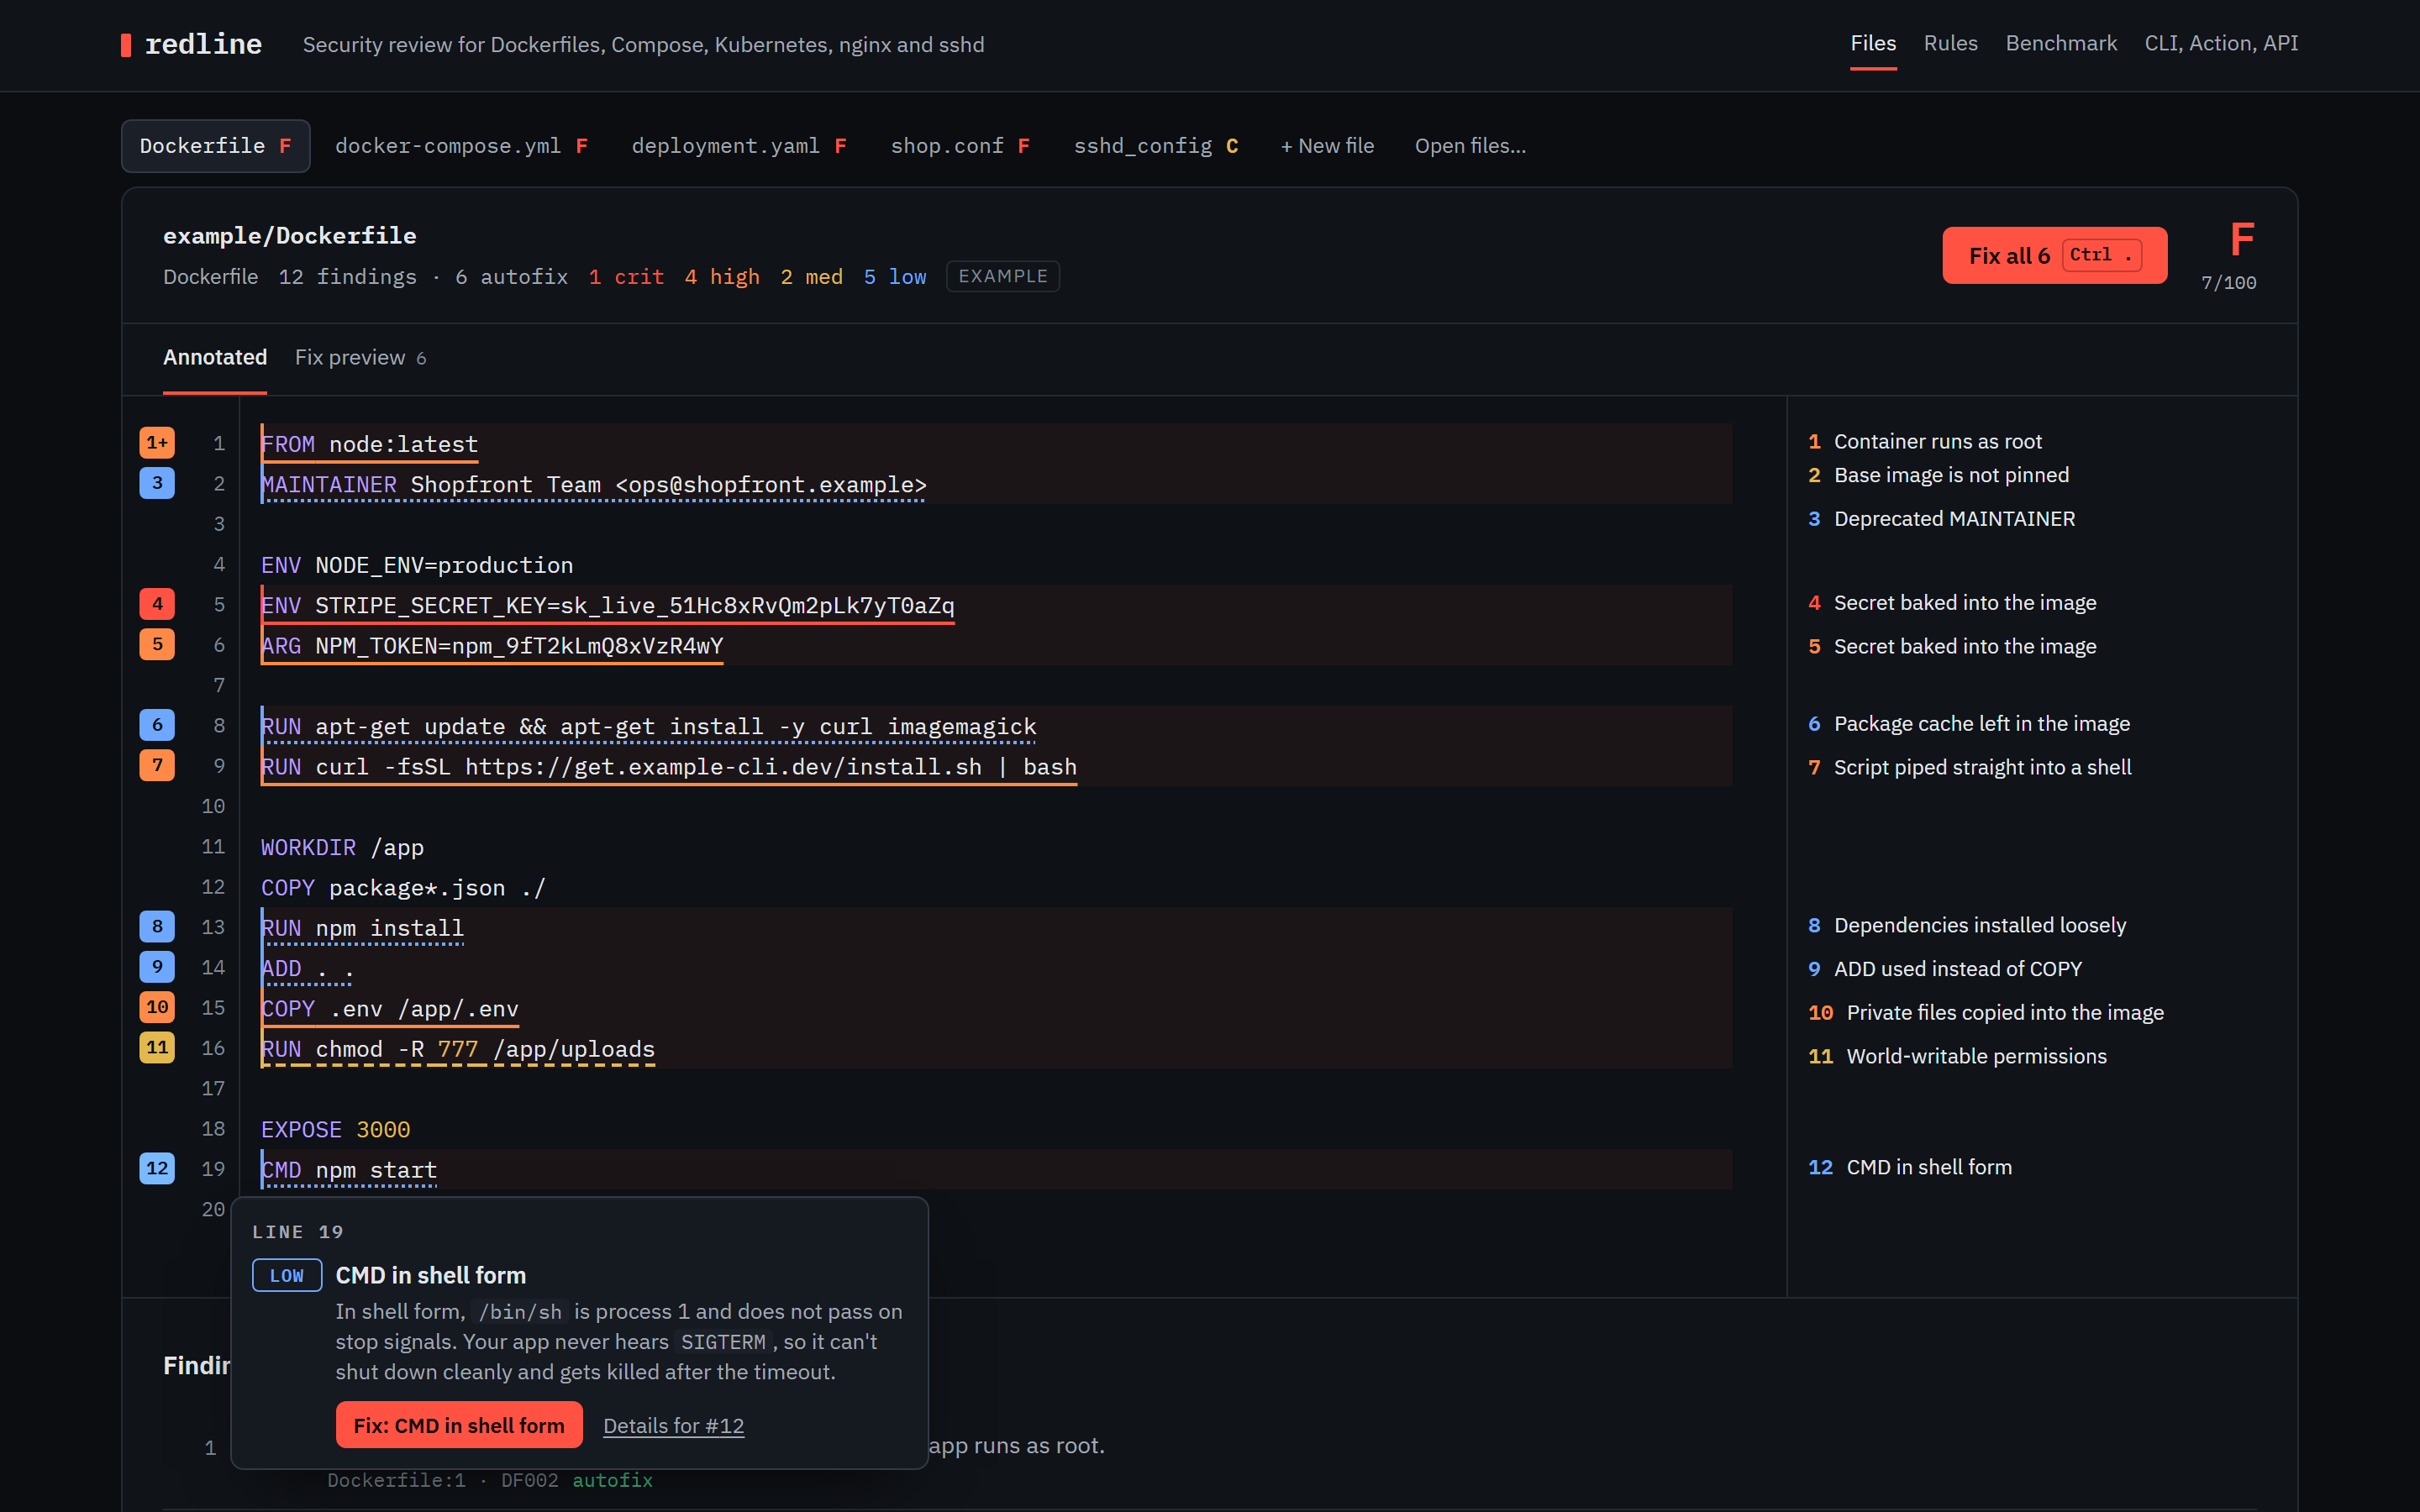 redline Security review for Dockerfiles, Compose, Kubernetes, nginx and sshd Files Rules Benchmark CLI, Action, API
Dockerfile F docker-compose.yml F deployment.yaml F shop.conf F sshd_config C + New file Open files...
example/Dockerfile
Dockerfile 12 findings · 6 autofix 1 crit 4 high 2 med 5 low EXAMPLE
Fix all 6 Ctrl .
F
7/100
Annotated Fix preview 6
1+ 1 FROM node:latest
3 2 MAINTAINER Shopfront Team <ops@shopfront.example>
3
4 ENV NODE_ENV=production
4 5 ENV STRIPE_SECRET_KEY=sk_live_51Hc8xRvQm2pLk7yT0aZq
5 6 ARG NPM_TOKEN=npm_9fT2kLmQ8xVzR4wY
7
6 8 RUN apt-get update && apt-get install -y curl imagemagick
7 9 RUN curl -fsSL https://get.example-cli.dev/install.sh | bash
10
11 WORKDIR /app
12 COPY package*.json ./
8 13 RUN npm install
9 14 ADD . .
10 15 COPY .env /app/.env
11 16 RUN chmod -R 777 /app/uploads
17
18 EXPOSE 3000
12 19 CMD npm start
20
1 Container runs as root
2 Base image is not pinned
3 Deprecated MAINTAINER
4 Secret baked into the image
5 Secret baked into the image
6 Package cache left in the image
7 Script piped straight into a shell
8 Dependencies installed loosely
9 ADD used instead of COPY
10 Private files copied into the image
11 World-writable permissions
12 CMD in shell form
LINE 19
LOW CMD in shell form
In shell form, /bin/sh is process 1 and does not pass on
stop signals. Your app never hears SIGTERM, so it can't
shut down cleanly and gets killed after the timeout.
Fix: CMD in shell form Details for #12
1 app runs as root.
Dockerfile:1 · DF002 autofix